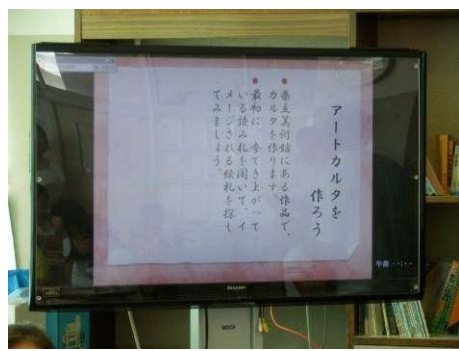 アートカルタを
作ろう
● 県立美術館にある作品で、
カルタを作ります。
● 最初に、今でき上がって
いる読み札を聞いて、イ
メージされる絵札を探し
てみましょう。
午前 --:--
SHARP